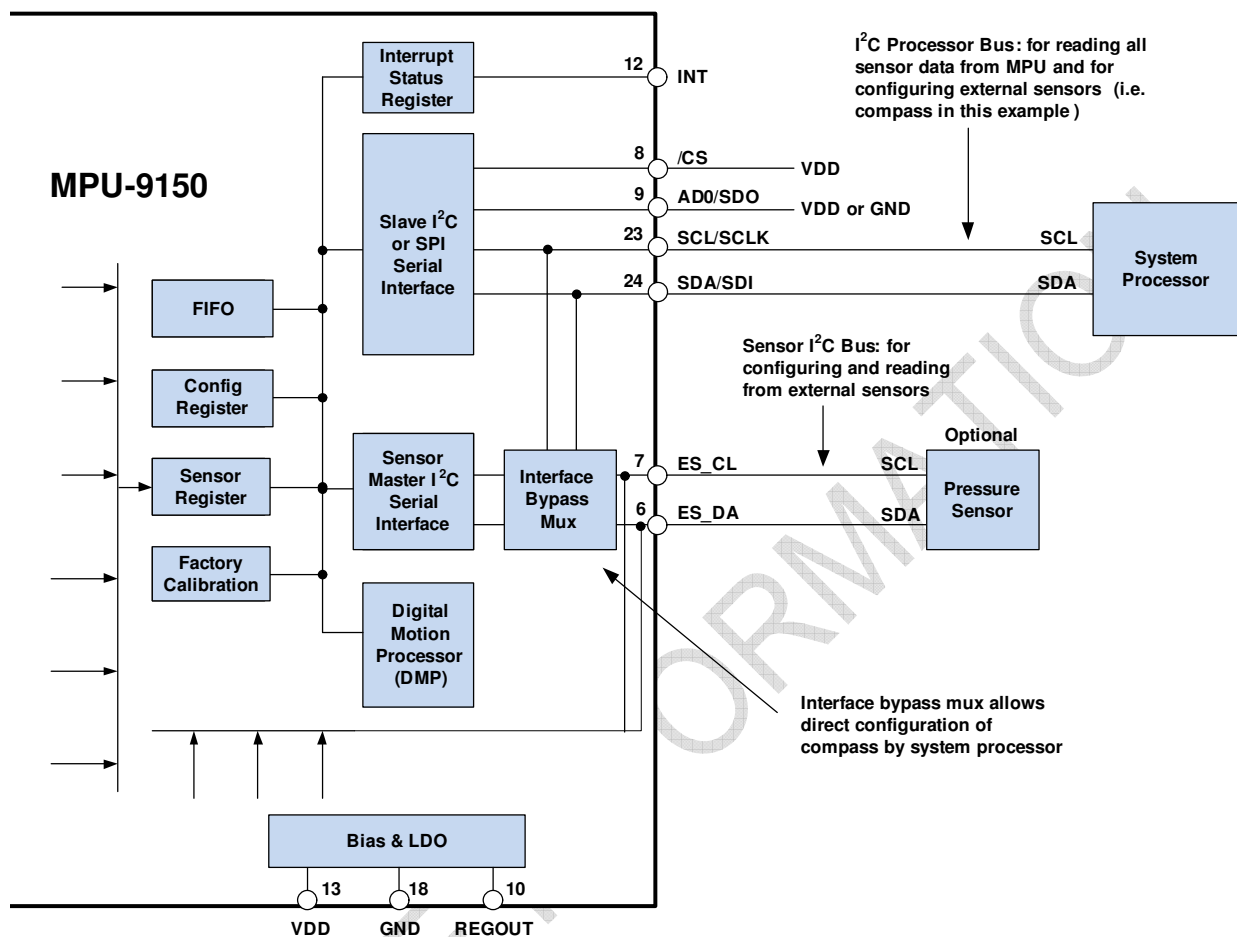 Interrupt
Status
Register
12
INT
I²C Processor Bus: for reading all
sensor data from MPU and for
configuring external sensors (i.e.
compass in this example)
MPU-9150
Slave I²C
or SPI
Serial
Interface
8
/CS
VDD
9
AD0/SDO
VDD or GND
23
SCL/SCLK
SCL
24
SDA/SDI
SDA
System
Processor
FIFO
Config
Register
Sensor
Register
Factory
Calibration
Sensor
Master I²C
Serial
Interface
Interface
Bypass
Mux
Sensor I²C Bus: for
configuring and reading
from external sensors
7
ES_CL
SCL
6
ES_DA
SDA
Optional
Pressure
Sensor
Digital
Motion
Processor
(DMP)
Interface bypass mux allows
direct configuration of
compass by system processor
Bias & LDO
13
18
10
VDD
GND
REGOUT